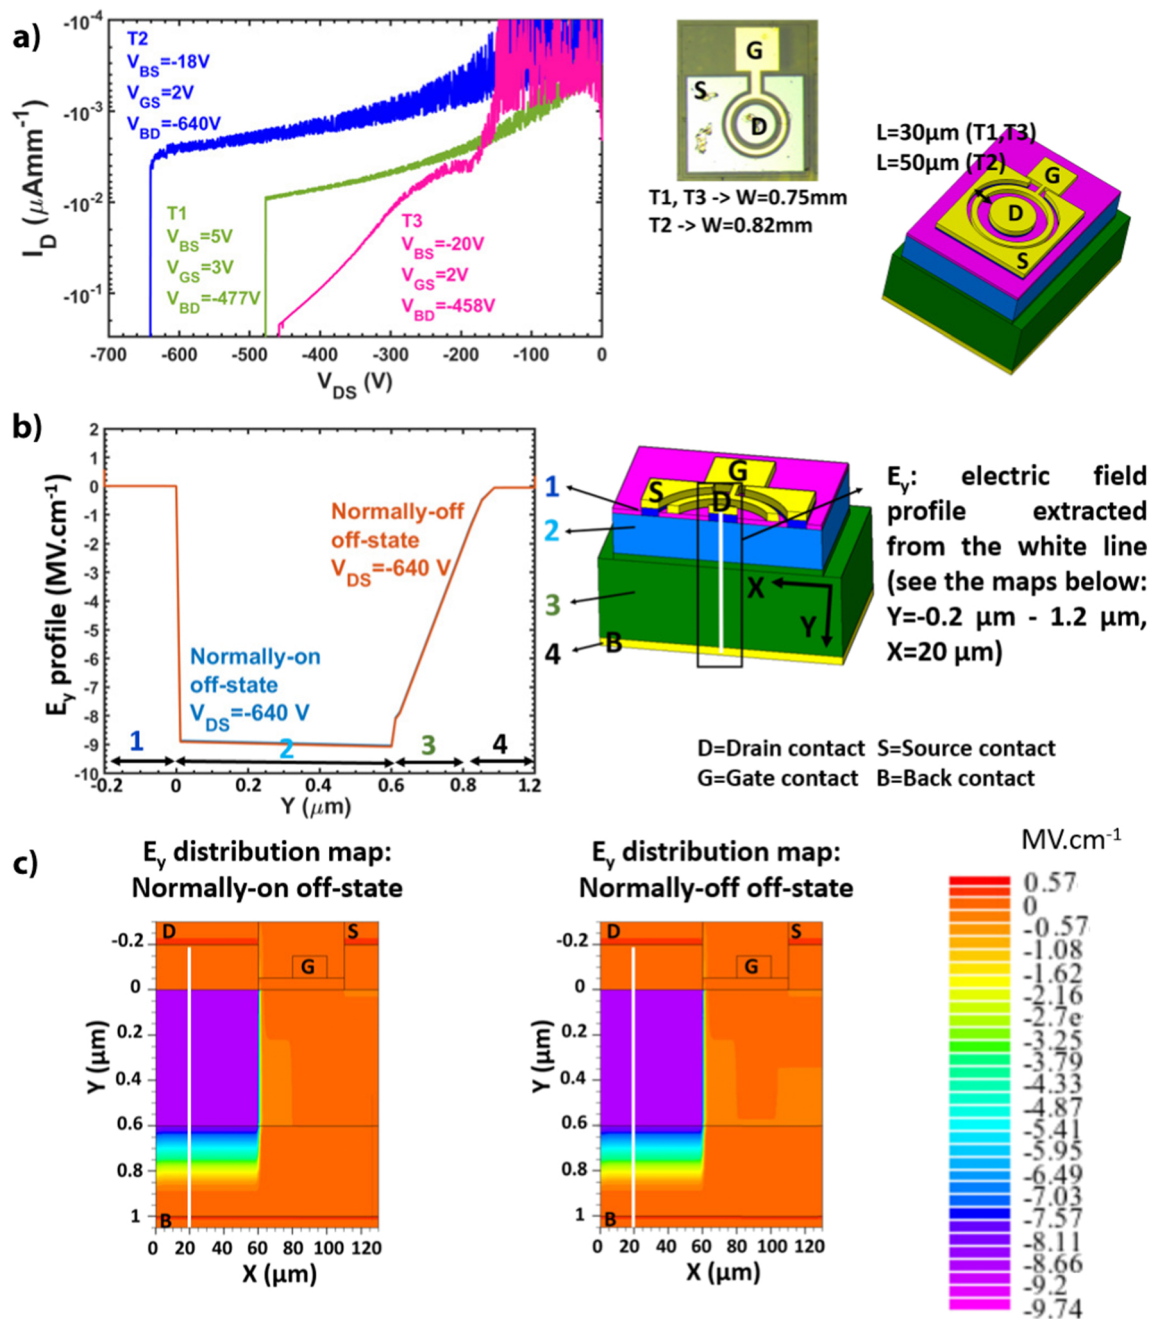 a)
-10⁻⁴
-10⁻³
-10⁻²
-10⁻¹
I_D (μAmm⁻¹)
T2
V_BS=-18V
V_GS=2V
V_BD=-640V
T1
V_BS=5V
V_GS=3V
V_BD=-477V
T3
V_BS=-20V
V_GS=2V
V_BD=-458V
-700 -600 -500 -400 -300 -200 -100 0
V_DS (V)
G
S
D
T1, T3 -> W=0.75mm
T2 -> W=0.82mm
L=30μm (T1,T3)
L=50μm (T2)
G
D
S
b)
2
1
0
-1
-2
-3
-4
-5
-6
-7
-8
-9
-10
E_y profile (MV.cm⁻¹)
Normally-off
off-state
V_DS=-640 V
Normally-on
off-state
V_DS=-640 V
1 2 3 4
-0.2 0 0.2 0.4 0.6 0.8 1.2
Y (μm)
1
2
3
4
G
S
D
X
Y
B
E_y: electric field
profile extracted
from the white line
(see the maps below:
Y=-0.2 μm - 1.2 μm,
X=20 μm)
D=Drain contact S=Source contact
G=Gate contact B=Back contact
c)
E_y distribution map:
Normally-on off-state
D
S
G
B
-0.2
0
0.2
0.4
0.6
0.8
1
Y (μm)
0 20 40 60 80 100 120
X (μm)
E_y distribution map:
Normally-off off-state
D
S
G
B
-0.2
0
0.2
0.4
0.6
0.8
1
Y (μm)
0 20 40 60 80 100 120
X (μm)
MV.cm⁻¹
0.57
0
-0.57
-1.08
-1.62
-2.16
-2.7e
-3.25
-3.79
-4.33
-4.87
-5.41
-5.95
-6.49
-7.03
-7.57
-8.11
-8.66
-9.2
-9.74